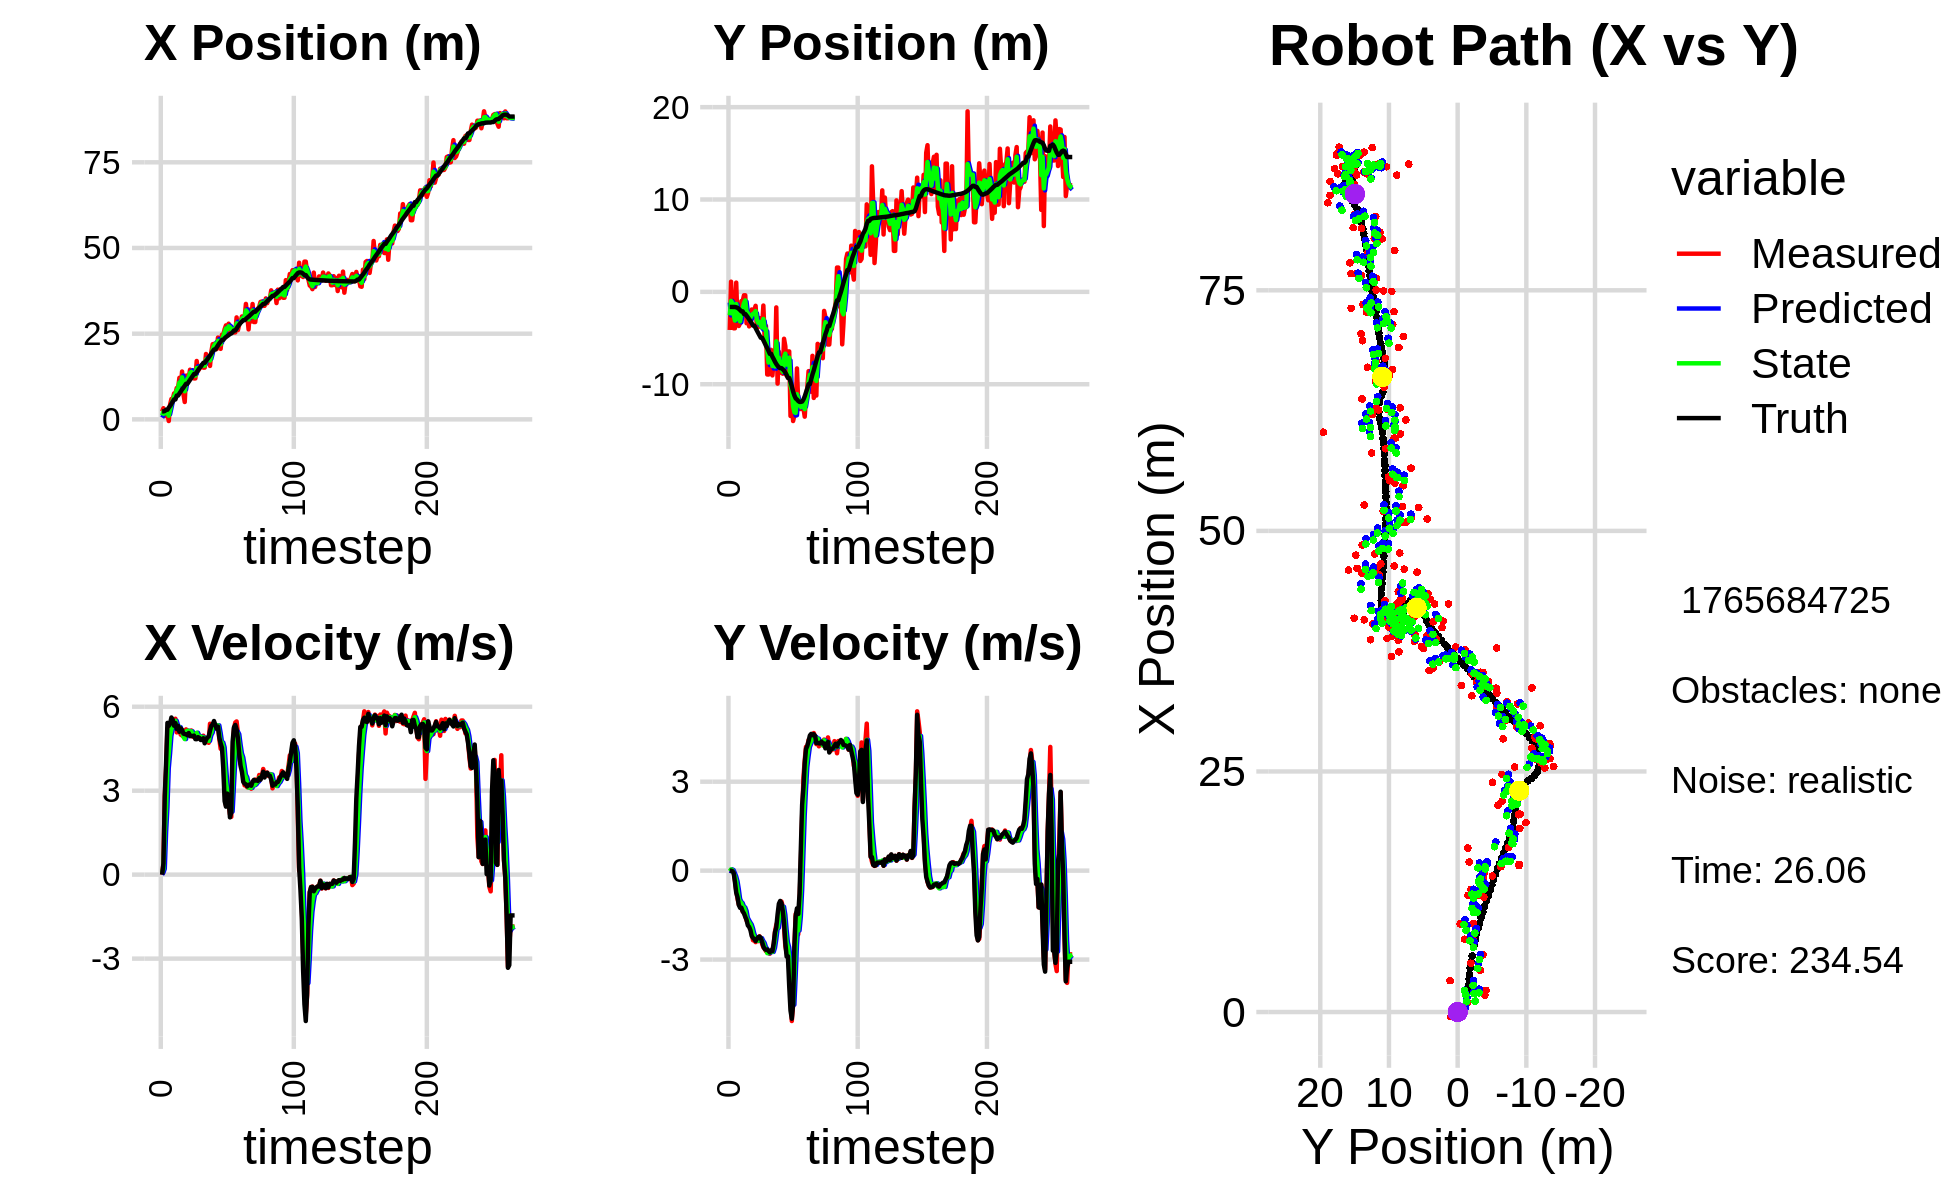 X Position (m)
75
50
25
0
0
100
200
timestep
Y Position (m)
20
10
0
-10
0
100
200
timestep
X Velocity (m/s)
6
3
0
-3
0
100
200
timestep
Y Velocity (m/s)
3
0
-3
0
100
200
timestep
Robot Path (X vs Y)
X Position (m)
75
50
25
0
20 10 0 -10 -20
Y Position (m)
variable
Measured
Predicted
State
Truth
1765684725
Obstacles: none
Noise: realistic
Time: 26.06
Score: 234.54